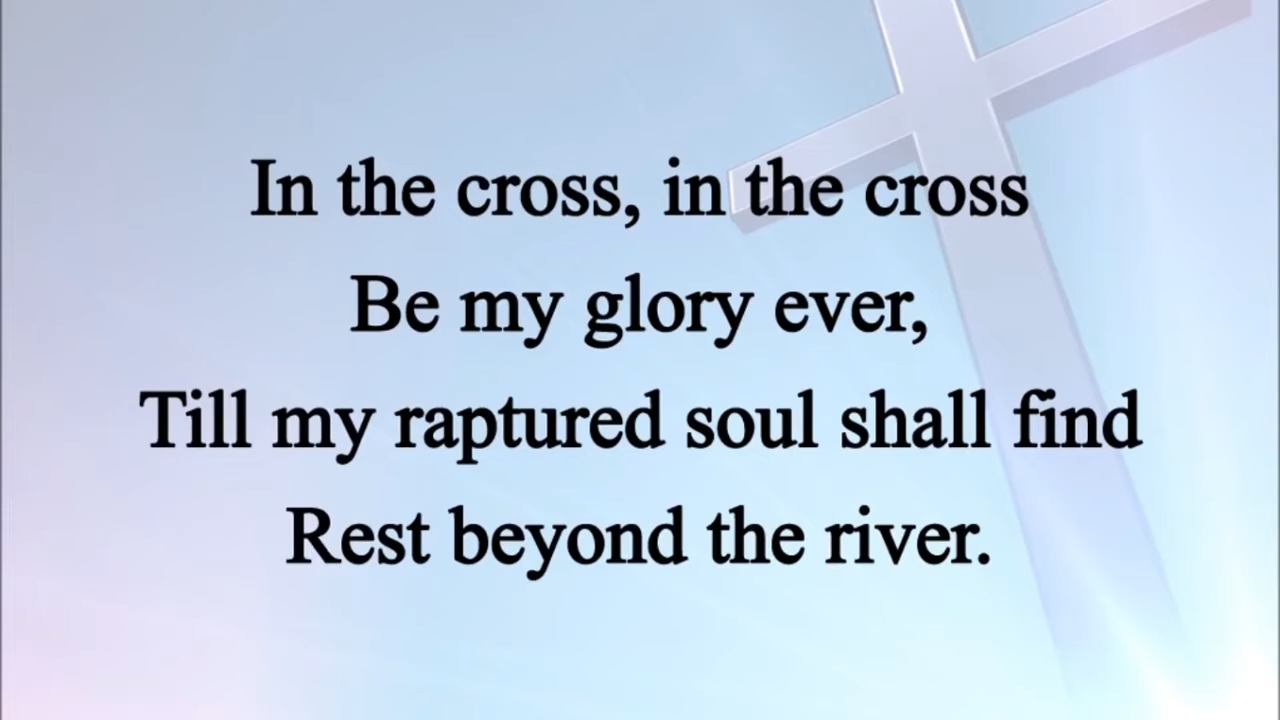 In the cross, in the cross
Be my glory ever,
Till my raptured soul shall find
Rest beyond the river.